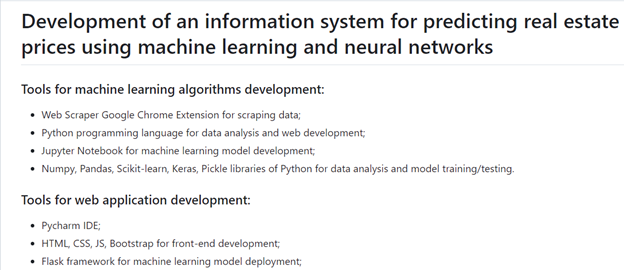 Development of an information system for predicting real estate
prices using machine learning and neural networks
Tools for machine learning algorithms development:
Web Scraper Google Chrome Extension for scraping data;
Python programming language for data analysis and web development;
Jupyter Notebook for machine learning model development;
Numpy, Pandas, Scikit-learn, Keras, Pickle libraries of Python for data analysis and model training/testing.
Tools for web application development:
Pycharm IDE;
HTML, CSS, JS, Bootstrap for front-end development;
Flask framework for machine learning model deployment;